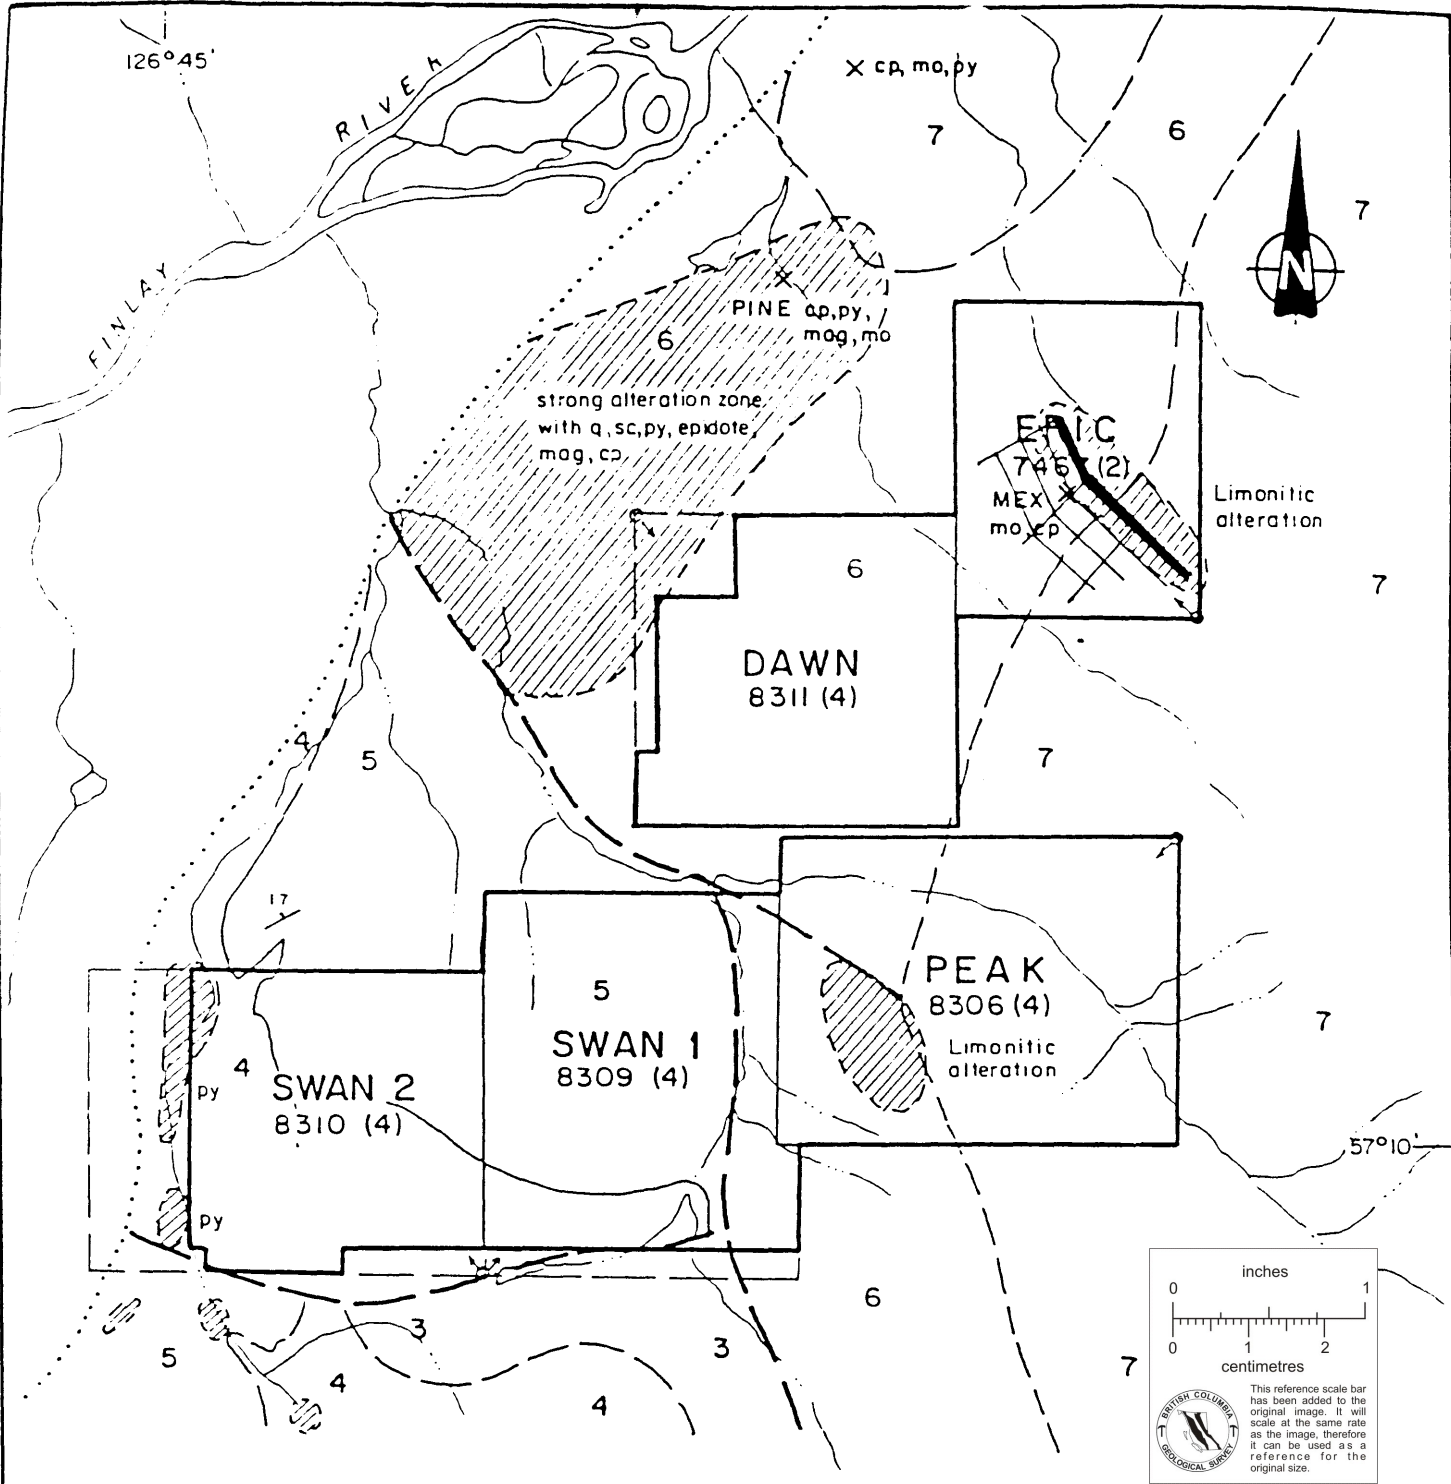 126°45'
RIVER
FINLAY
cp, mo, py
7
6
7
N
PINE cp, py,
mag, mo
6
strong alteration zone
with q, sc, py, epidote,
mag, cp
EPIC
7467 (2)
MEX
mo, cp
Limonitic
alteration
6
7
DAWN
8311 (4)
4
5
7
17
PEAK
8306 (4)
Limonitic
alteration
5
SWAN 1
8309 (4)
7
4
py
SWAN 2
8310 (4)
57°10'
py
6
3
3
5
4
4
7
inches
0 1
0 1 2
centimetres
BRITISH COLUMBIA
GEOLOGICAL SURVEY
This reference scale bar
has been added to the
original image. It will
scale at the same rate
as the image, therefore
it can be used as a
reference for the
original size.